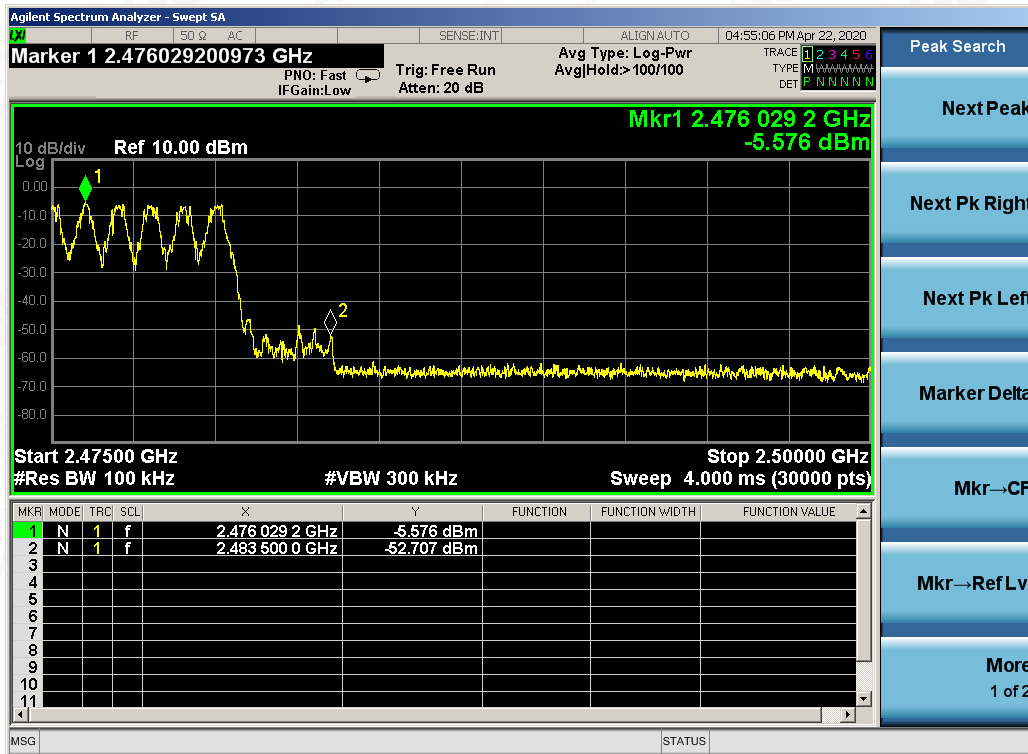 Agilent Spectrum Analyzer - Swept SA
LXI RF 50 Ω AC SENSE:INT ALIGN AUTO 04:55:06 PM Apr 22, 2020
Marker 1 2.476029200973 GHz
PNO: Fast
IFGain:Low
Trig: Free Run
Atten: 20 dB
Avg Type: Log-Pwr
Avg|Hold:>100/100
TRACE 1 2 3 4 5 6
TYPE M
DET P N N N N N
Mkr1 2.476 029 2 GHz
-5.576 dBm
10 dB/div Ref 10.00 dBm
Log
0.00
-10.0
-20.0
-30.0
-40.0
-50.0
-60.0
-70.0
-80.0
1
2
Start 2.47500 GHz Stop 2.50000 GHz
#Res BW 100 kHz #VBW 300 kHz Sweep 4.000 ms (30000 pts)
MKR MODE TRC SCL X Y FUNCTION FUNCTION WIDTH FUNCTION VALUE
1 N 1 f 2.476 029 2 GHz -5.576 dBm
2 N 1 f 2.483 500 0 GHz -52.707 dBm
3
4
5
6
7
8
9
10
11
MSG STATUS
Peak Search
Next Peak
Next Pk Right
Next Pk Left
Marker Delta
Mkr→CF
Mkr→Ref Lv
More
1 of 2